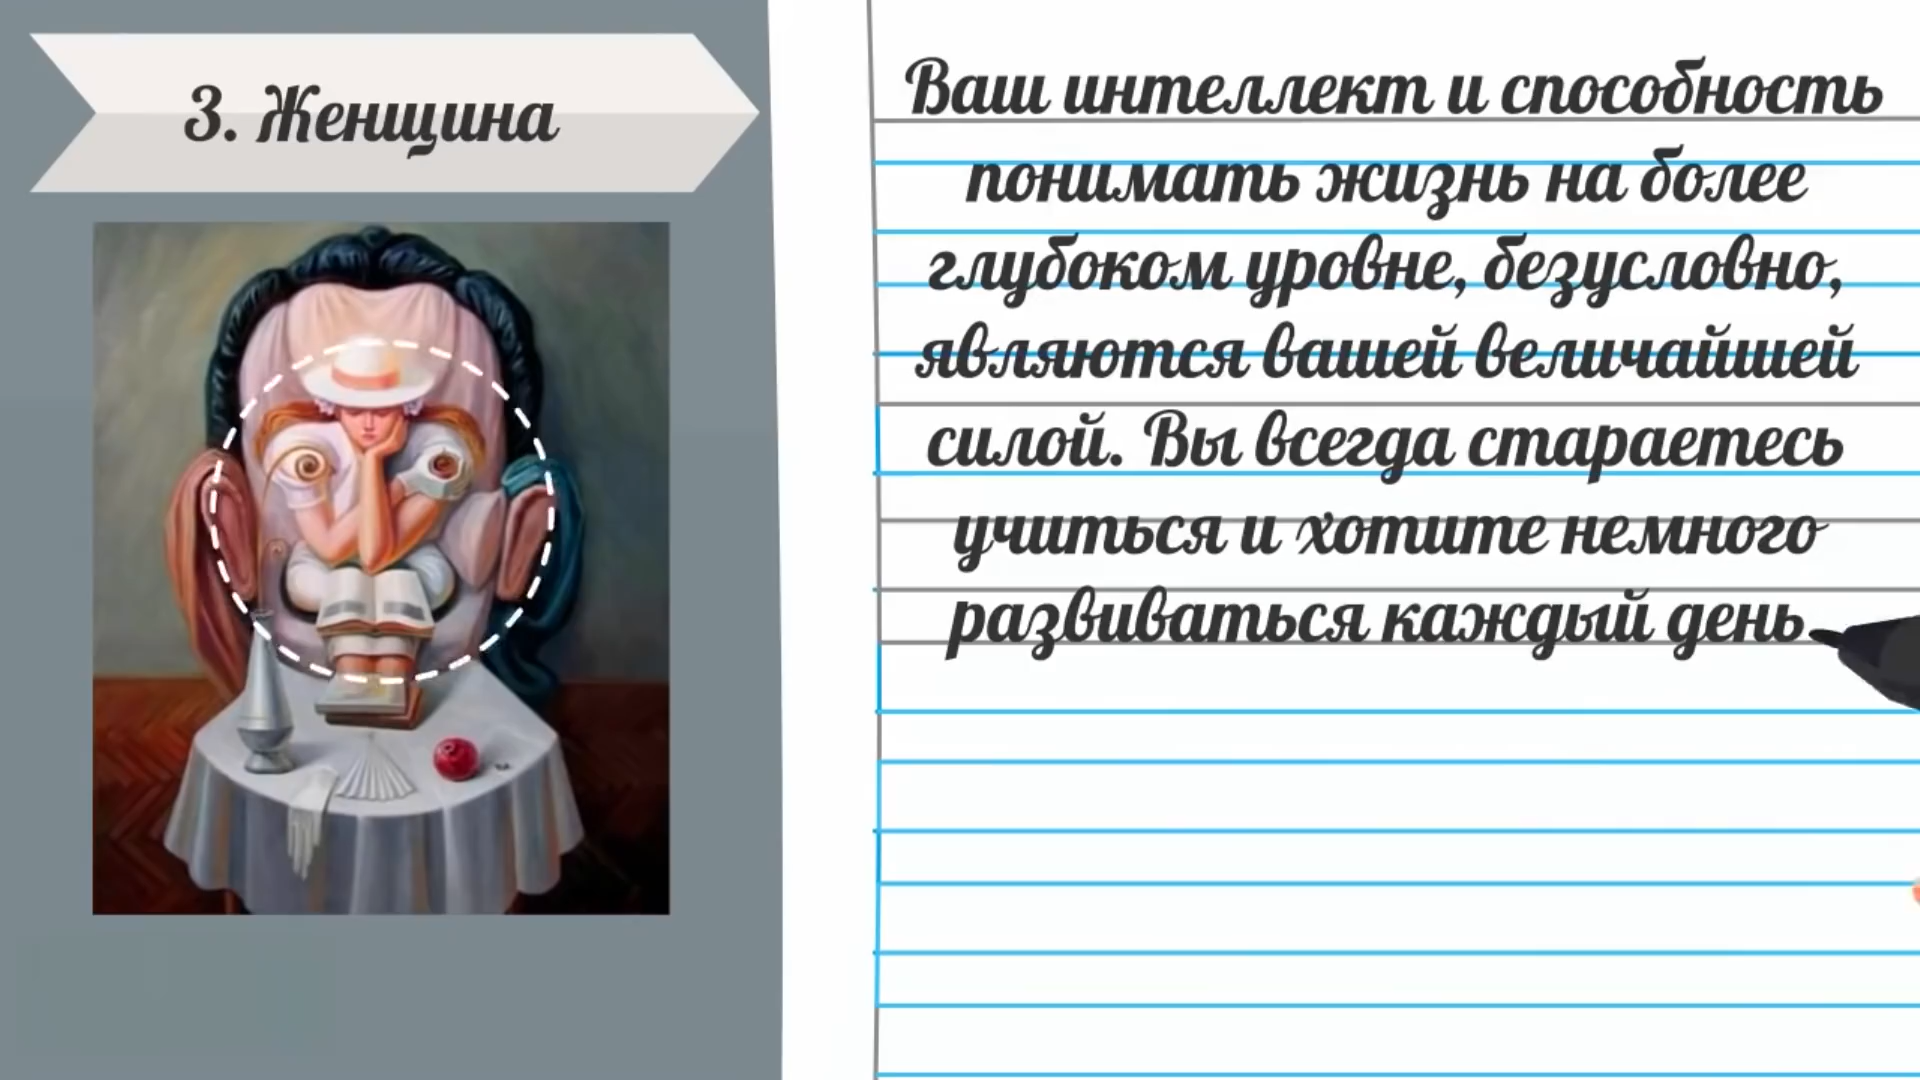 3. Женщина
Ваш интеллект и способность
понимать жизнь на более
глубоком уровне, безусловно,
являются вашей величайшей
силой. Вы всегда стараетесь
учиться и хотите немного
развиваться каждый день